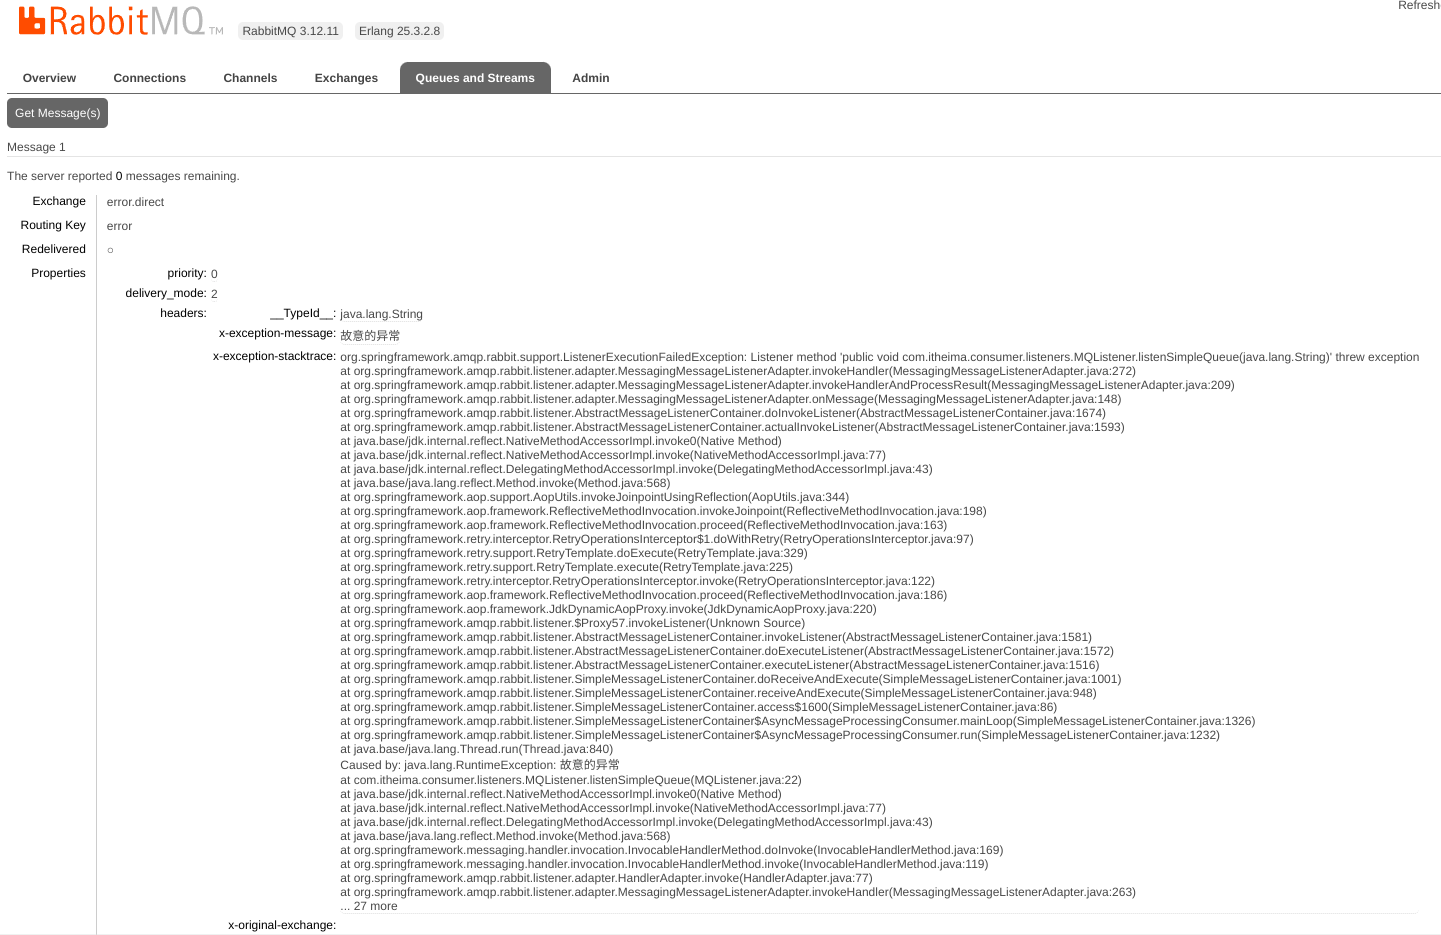 Refresh
RabbitMQ TM RabbitMQ 3.12.11 Erlang 25.3.2.8
Overview Connections Channels Exchanges Queues and Streams Admin
Get Message(s)
Message 1
The server reported 0 messages remaining.
Exchange error.direct
Routing Key error
Redelivered ○
Properties priority: 0
delivery_mode: 2
headers: __TypeId__: java.lang.String
x-exception-message: 故意的异常
x-exception-stacktrace: org.springframework.amqp.rabbit.support.ListenerExecutionFailedException: Listener method 'public void com.itheima.consumer.listeners.MQListener.listenSimpleQueue(java.lang.String)' threw exception
at org.springframework.amqp.rabbit.listener.adapter.MessagingMessageListenerAdapter.invokeHandler(MessagingMessageListenerAdapter.java:272)
at org.springframework.amqp.rabbit.listener.adapter.MessagingMessageListenerAdapter.invokeHandlerAndProcessResult(MessagingMessageListenerAdapter.java:209)
at org.springframework.amqp.rabbit.listener.adapter.MessagingMessageListenerAdapter.onMessage(MessagingMessageListenerAdapter.java:148)
at org.springframework.amqp.rabbit.listener.AbstractMessageListenerContainer.doInvokeListener(AbstractMessageListenerContainer.java:1674)
at org.springframework.amqp.rabbit.listener.AbstractMessageListenerContainer.actualInvokeListener(AbstractMessageListenerContainer.java:1593)
at java.base/jdk.internal.reflect.NativeMethodAccessorImpl.invoke0(Native Method)
at java.base/jdk.internal.reflect.NativeMethodAccessorImpl.invoke(NativeMethodAccessorImpl.java:77)
at java.base/jdk.internal.reflect.DelegatingMethodAccessorImpl.invoke(DelegatingMethodAccessorImpl.java:43)
at java.base/java.lang.reflect.Method.invoke(Method.java:568)
at org.springframework.aop.support.AopUtils.invokeJoinpointUsingReflection(AopUtils.java:344)
at org.springframework.aop.framework.ReflectiveMethodInvocation.invokeJoinpoint(ReflectiveMethodInvocation.java:198)
at org.springframework.aop.framework.ReflectiveMethodInvocation.proceed(ReflectiveMethodInvocation.java:163)
at org.springframework.retry.interceptor.RetryOperationsInterceptor$1.doWithRetry(RetryOperationsInterceptor.java:97)
at org.springframework.retry.support.RetryTemplate.doExecute(RetryTemplate.java:329)
at org.springframework.retry.support.RetryTemplate.execute(RetryTemplate.java:225)
at org.springframework.retry.interceptor.RetryOperationsInterceptor.invoke(RetryOperationsInterceptor.java:122)
at org.springframework.aop.framework.ReflectiveMethodInvocation.proceed(ReflectiveMethodInvocation.java:186)
at org.springframework.aop.framework.JdkDynamicAopProxy.invoke(JdkDynamicAopProxy.java:220)
at org.springframework.amqp.rabbit.listener.$Proxy57.invokeListener(Unknown Source)
at org.springframework.amqp.rabbit.listener.AbstractMessageListenerContainer.invokeListener(AbstractMessageListenerContainer.java:1581)
at org.springframework.amqp.rabbit.listener.AbstractMessageListenerContainer.doExecuteListener(AbstractMessageListenerContainer.java:1572)
at org.springframework.amqp.rabbit.listener.AbstractMessageListenerContainer.executeListener(AbstractMessageListenerContainer.java:1516)
at org.springframework.amqp.rabbit.listener.SimpleMessageListenerContainer.doReceiveAndExecute(SimpleMessageListenerContainer.java:1001)
at org.springframework.amqp.rabbit.listener.SimpleMessageListenerContainer.receiveAndExecute(SimpleMessageListenerContainer.java:948)
at org.springframework.amqp.rabbit.listener.SimpleMessageListenerContainer.access$1600(SimpleMessageListenerContainer.java:86)
at org.springframework.amqp.rabbit.listener.SimpleMessageListenerContainer$AsyncMessageProcessingConsumer.mainLoop(SimpleMessageListenerContainer.java:1326)
at org.springframework.amqp.rabbit.listener.SimpleMessageListenerContainer$AsyncMessageProcessingConsumer.run(SimpleMessageListenerContainer.java:1232)
at java.base/java.lang.Thread.run(Thread.java:840)
Caused by: java.lang.RuntimeException: 故意的异常
at com.itheima.consumer.listeners.MQListener.listenSimpleQueue(MQListener.java:22)
at java.base/jdk.internal.reflect.NativeMethodAccessorImpl.invoke0(Native Method)
at java.base/jdk.internal.reflect.NativeMethodAccessorImpl.invoke(NativeMethodAccessorImpl.java:77)
at java.base/jdk.internal.reflect.DelegatingMethodAccessorImpl.invoke(DelegatingMethodAccessorImpl.java:43)
at java.base/java.lang.reflect.Method.invoke(Method.java:568)
at org.springframework.messaging.handler.invocation.InvocableHandlerMethod.doInvoke(InvocableHandlerMethod.java:169)
at org.springframework.messaging.handler.invocation.InvocableHandlerMethod.invoke(InvocableHandlerMethod.java:119)
at org.springframework.amqp.rabbit.listener.adapter.HandlerAdapter.invoke(HandlerAdapter.java:77)
at org.springframework.amqp.rabbit.listener.adapter.MessagingMessageListenerAdapter.invokeHandler(MessagingMessageListenerAdapter.java:263)
... 27 more
x-original-exchange: